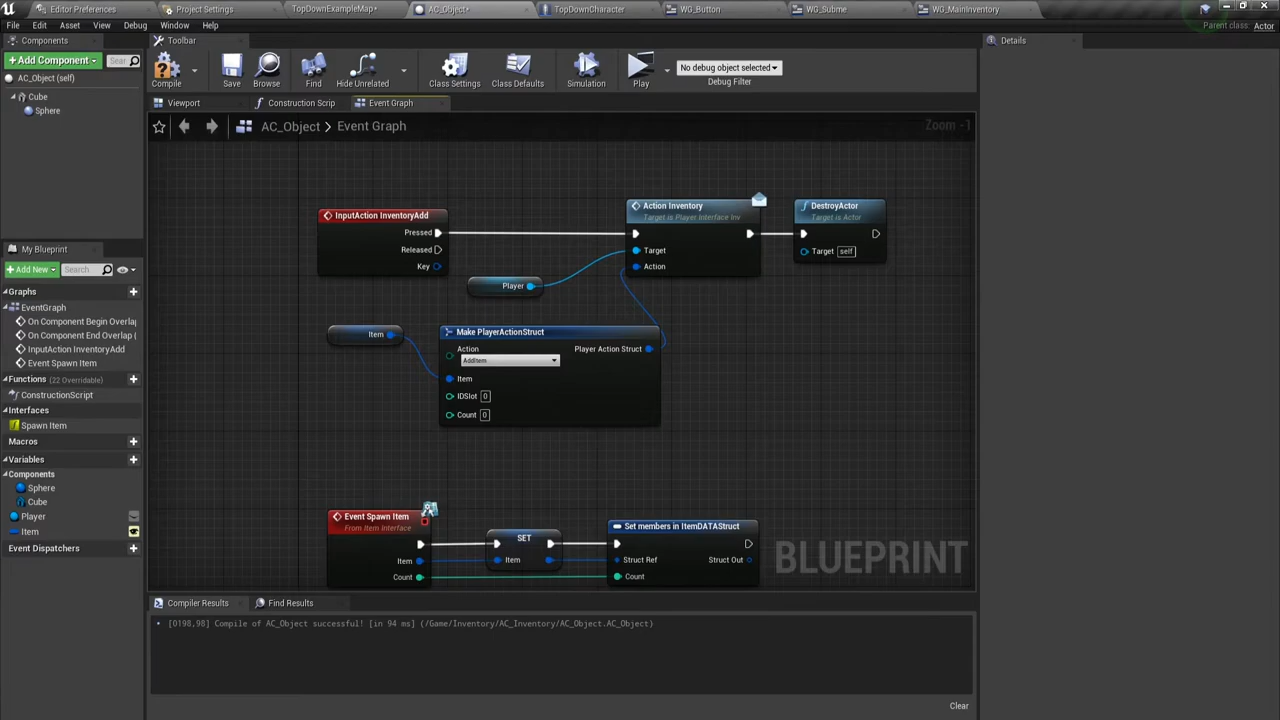 Editor Preferences
Project Settings
TopDownExampleMap•
AC_Object•
TopDownCharacter
WG_Button
WG_Subme
WG_MainInventory
File Edit Asset View Debug Window Help
Parent class: Actor
Components
+Add Component
Sear
AC_Object (self)
Cube
Sphere
Toolbar
Compile
Save
Browse
Find
Hide Unrelated
Class Settings
Class Defaults
Simulation
Play
No debug object selected
Debug Filter
Details
Viewport
Construction Scrip
Event Graph
AC_Object > Event Graph
Zoom -1
My Blueprint
+Add New
Search
Graphs
EventGraph
On Component Begin Overlap
On Component End Overlap (
InputAction InventoryAdd
Event Spawn Item
Functions (22 Overridable)
ConstructionScript
Interfaces
Spawn Item
Macros
Variables
Components
Sphere
Cube
Player
Item
Event Dispatchers
InputAction InventoryAdd
Pressed
Released
Key
Player
Action Inventory
Target is Player Interface Inv
Target
Action
DestroyActor
Target is Actor
Target self
Item
Make PlayerActionStruct
Action
AddItem
Player Action Struct
Item
IDSlot 0
Count 0
Event Spawn Item
From Item Interface
Item
Count
SET
Item
Set members in ItemDATAStruct
Struct Ref
Struct Out
Count
BLUEPRINT
Compiler Results
Find Results
• [0198,98] Compile of AC_Object successful! [in 94 ms] (/Game/Inventory/AC_Inventory/AC_Object.AC_Object)
Clear